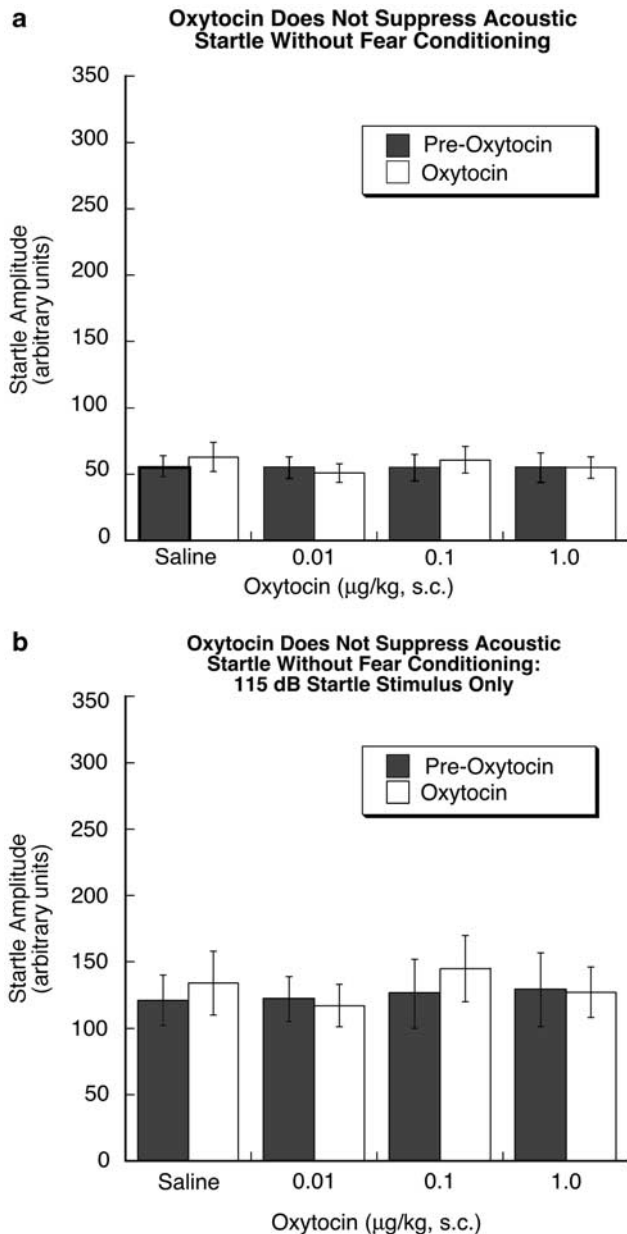 a
Oxytocin Does Not Suppress Acoustic
Startle Without Fear Conditioning
350
300
250
200
150
100
50
0
Startle Amplitude
(arbitrary units)
Pre-Oxytocin
Oxytocin
Saline 0.01 0.1 1.0
Oxytocin (μg/kg, s.c.)
b
Oxytocin Does Not Suppress Acoustic
Startle Without Fear Conditioning:
115 dB Startle Stimulus Only
350
300
250
200
150
100
50
0
Startle Amplitude
(arbitrary units)
Pre-Oxytocin
Oxytocin
Saline 0.01 0.1 1.0
Oxytocin (μg/kg, s.c.)